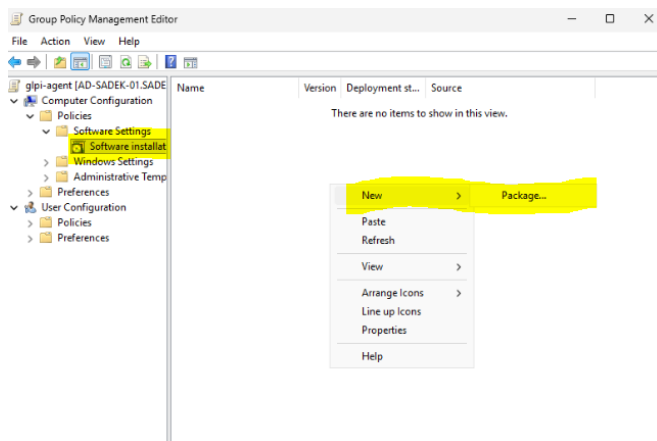 Group Policy Management Editor
File Action View Help
glpi-agent [AD-SADEK-01.SADE
Computer Configuration
Policies
Software Settings
Software installat
Windows Settings
Administrative Temp
Preferences
User Configuration
Policies
Preferences
Name Version Deployment st... Source
There are no items to show in this view.
New Package...
Paste
Refresh
View
Arrange Icons
Line up Icons
Properties
Help